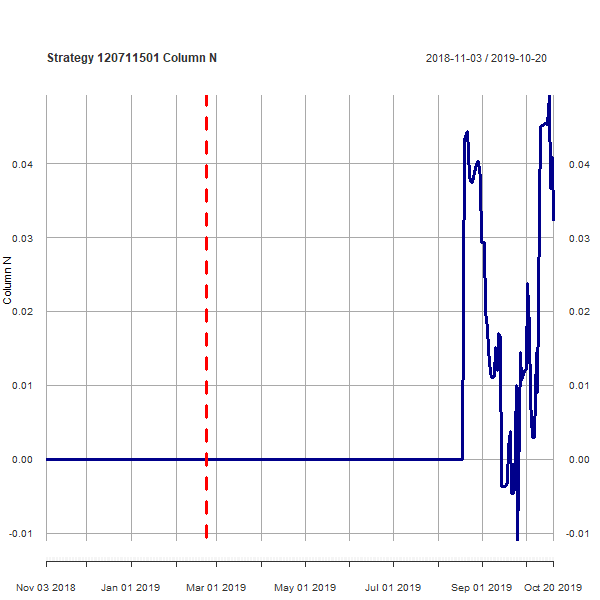 Strategy 120711501 Column N
2018-11-03 / 2019-10-20
0.04
0.04
0.03
0.03
Column N
0.02
0.02
0.01
0.01
0.00
0.00
-0.01
-0.01
Nov 03 2018
Jan 01 2019
Mar 01 2019
May 01 2019
Jul 01 2019
Sep 01 2019
Oct 20 2019